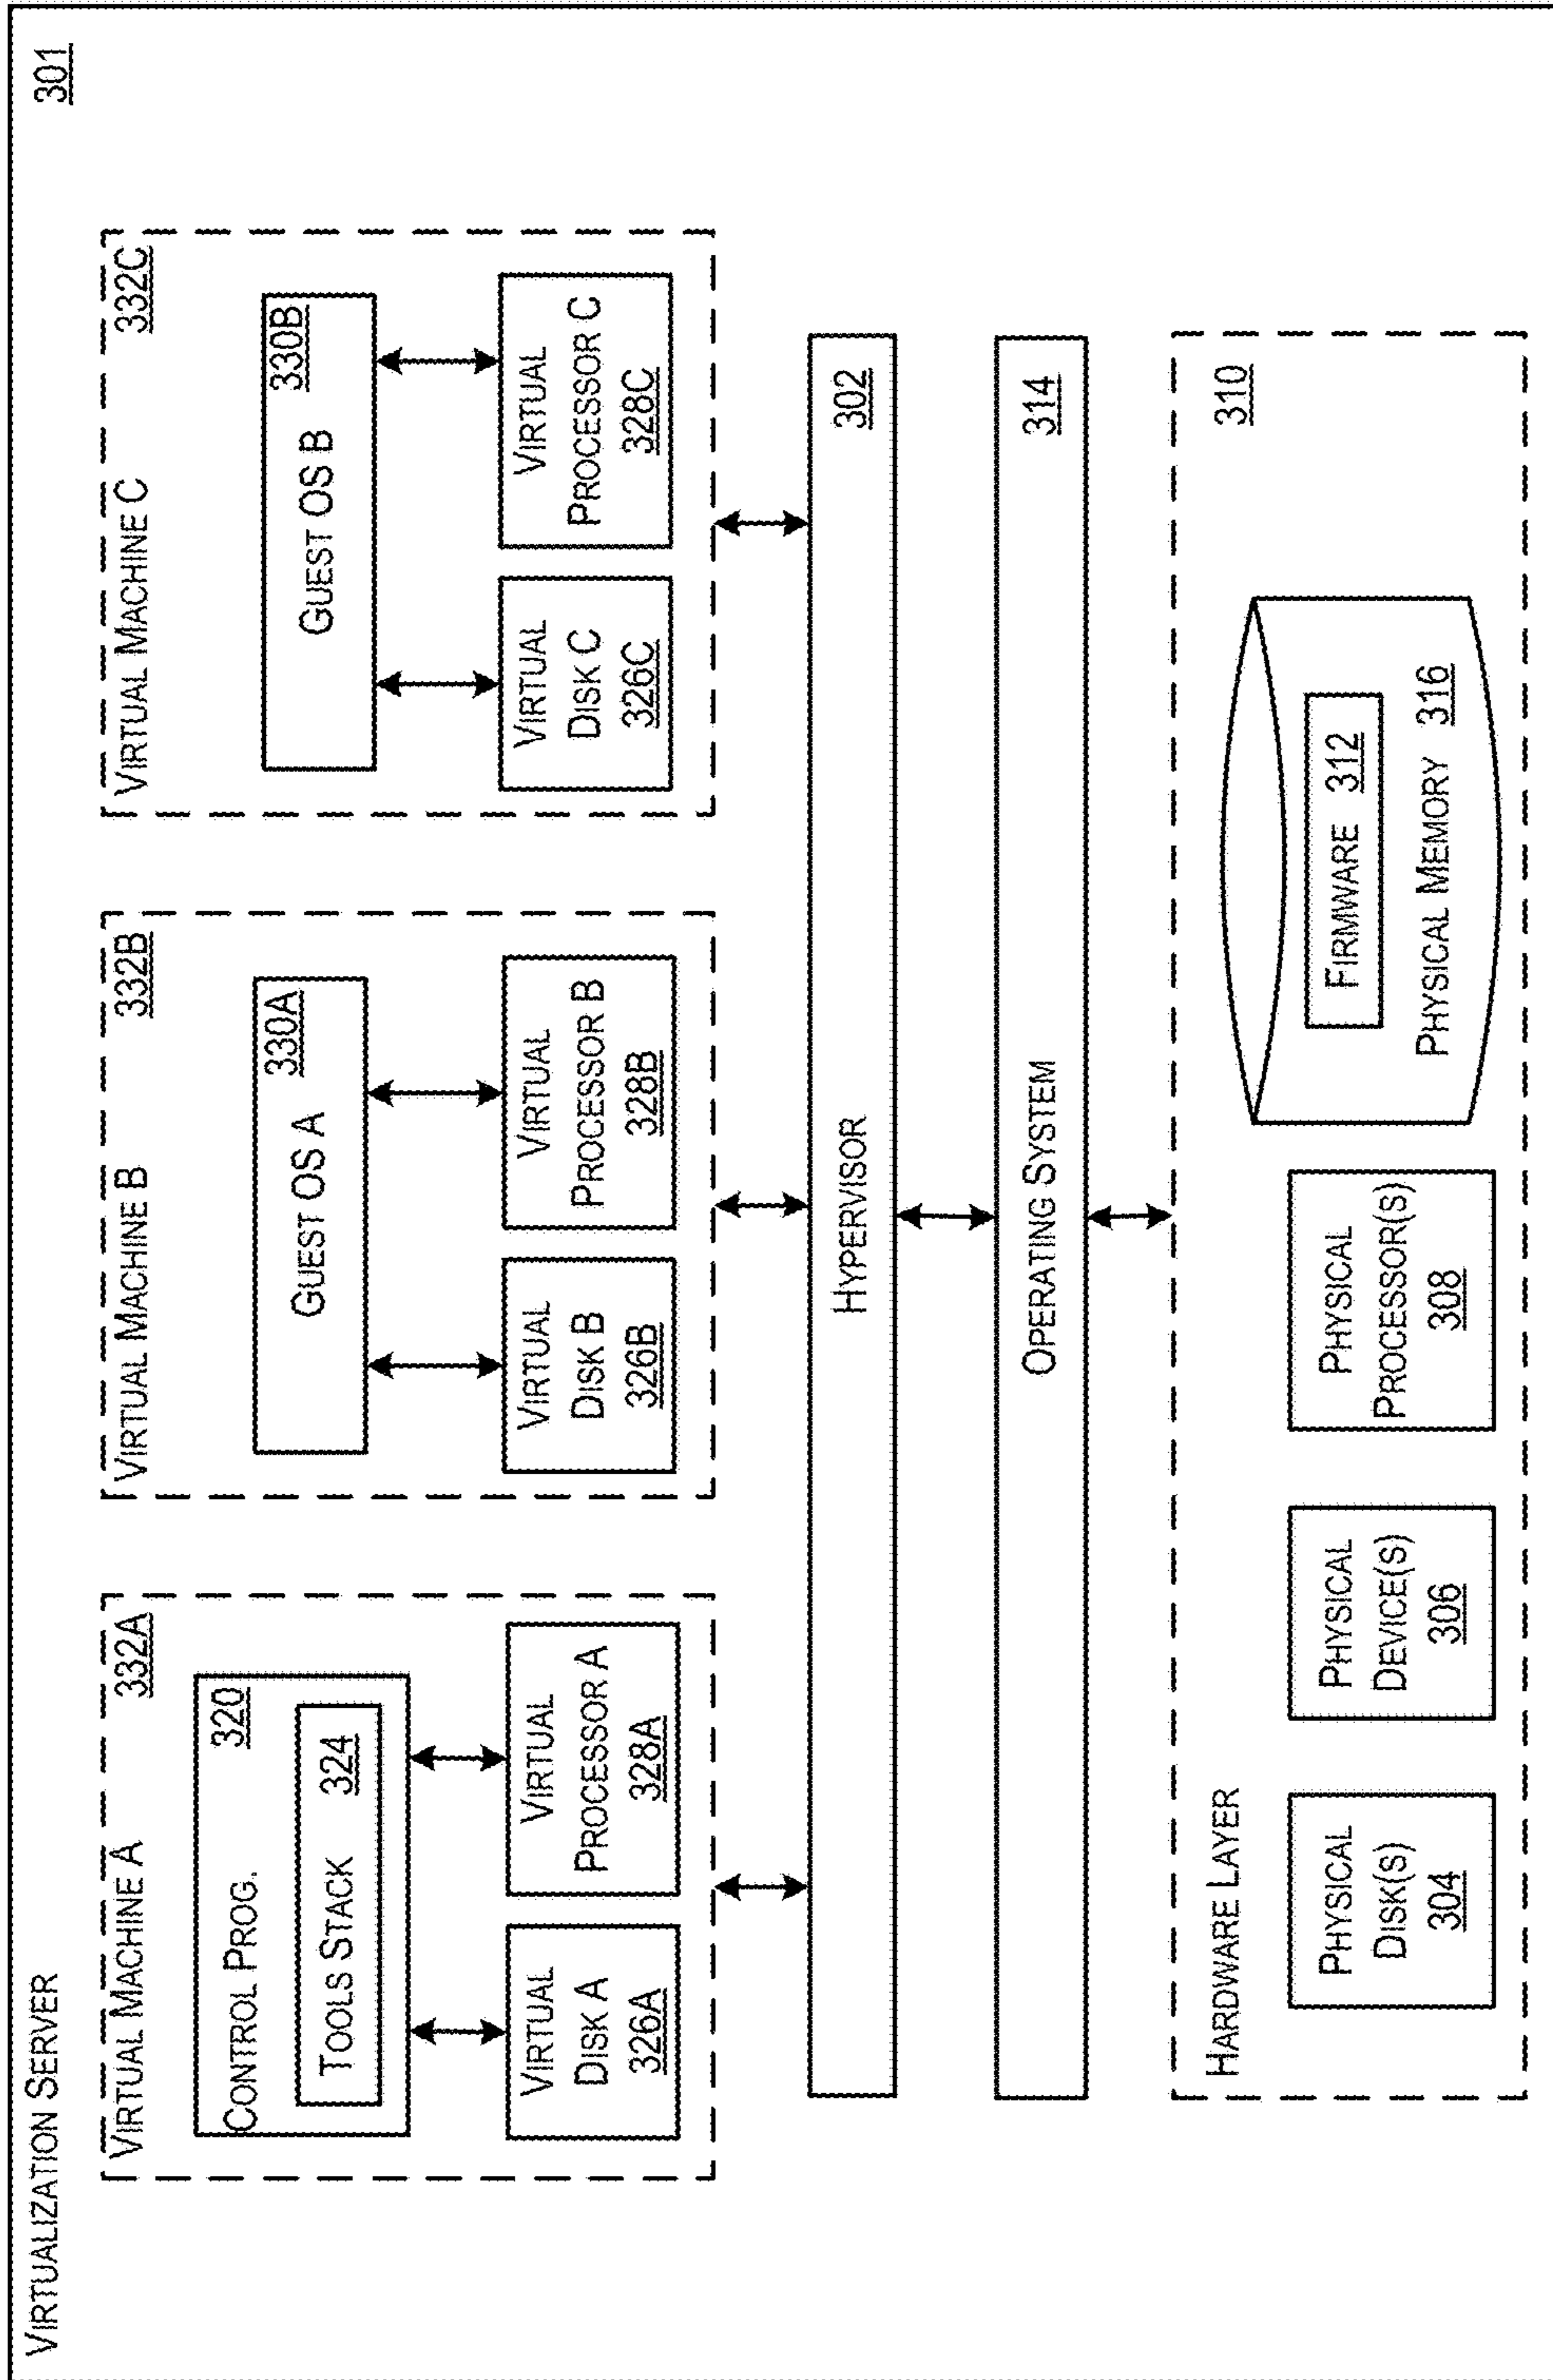 VIRTUALIZATION SERVER
301
VIRTUAL MACHINE A 332A
CONTROL PROG. 320
TOOLS STACK 324
VIRTUAL
DISK A
326A
VIRTUAL
PROCESSOR A
328A
VIRTUAL MACHINE B 332B
330A
GUEST OS A
VIRTUAL
DISK B
326B
VIRTUAL
PROCESSOR B
328B
VIRTUAL MACHINE C 332C
330B
GUEST OS B
VIRTUAL
DISK C
326C
VIRTUAL
PROCESSOR C
328C
HYPERVISOR 302
OPERATING SYSTEM 314
HARDWARE LAYER 310
PHYSICAL
DISK(S)
304
PHYSICAL
DEVICE(S)
306
PHYSICAL
PROCESSOR(S)
308
FIRMWARE 312
PHYSICAL MEMORY 316